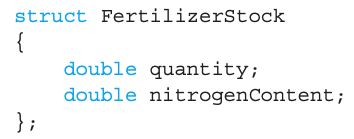 struct FertilizerStock
{
    double quantity;
    double nitrogenContent;
};